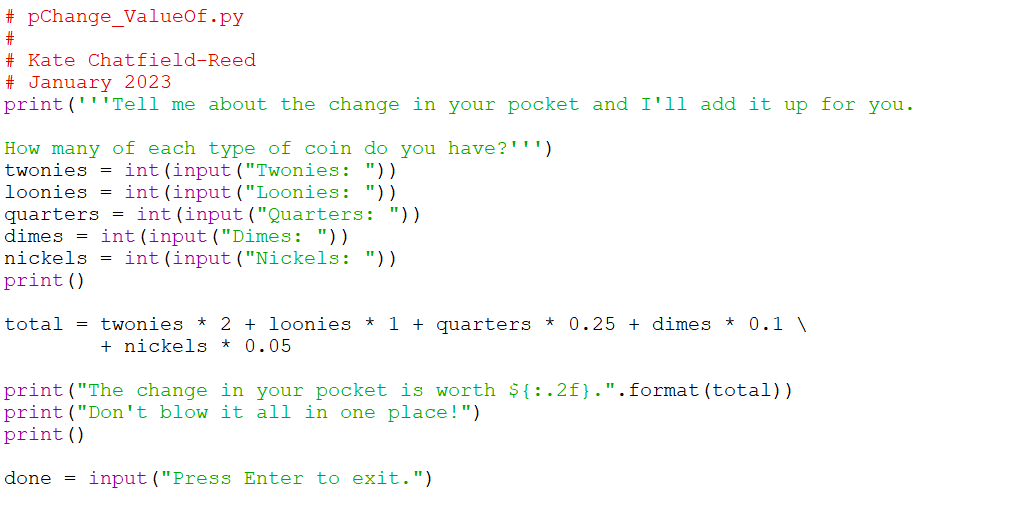 # pChange_ValueOf.py
#
# Kate Chatfield-Reed
# January 2023
print('''Tell me about the change in your pocket and I'll add it up for you.

How many of each type of coin do you have?''')
twonies = int(input("Twonies: "))
loonies = int(input("Loonies: "))
quarters = int(input("Quarters: "))
dimes = int(input("Dimes: "))
nickels = int(input("Nickels: "))
print()

total = twonies * 2 + loonies * 1 + quarters * 0.25 + dimes * 0.1 \
        + nickels * 0.05

print("The change in your pocket is worth ${:.2f}.".format(total))
print("Don't blow it all in one place!")
print()

done = input("Press Enter to exit.")